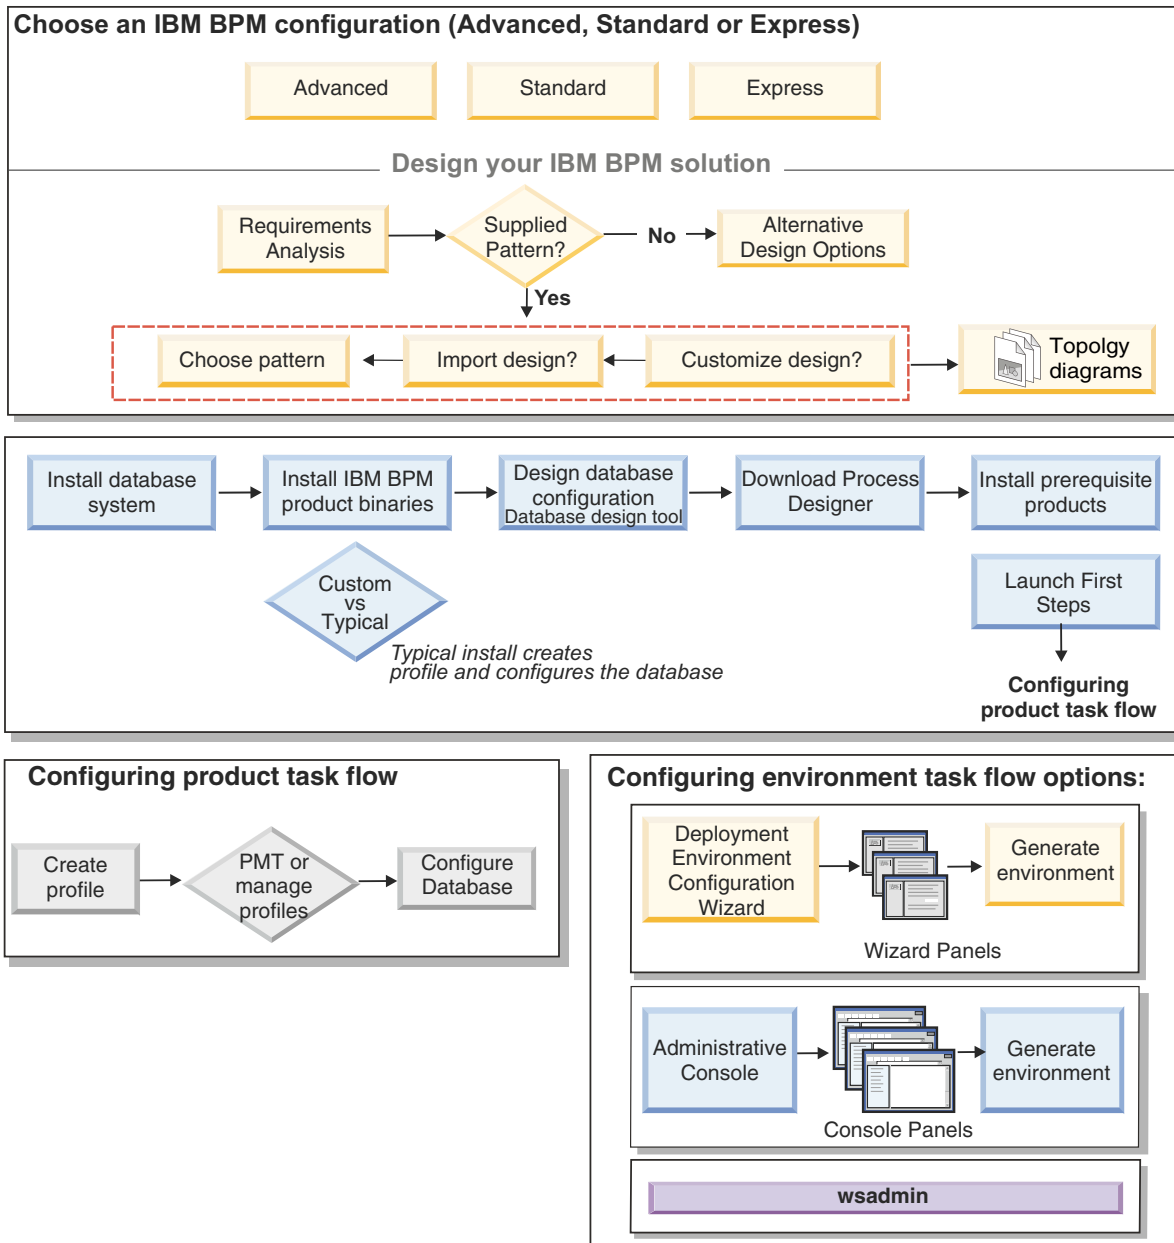 Choose an IBM BPM configuration (Advanced, Standard or Express)
Advanced
Standard
Express
Design your IBM BPM solution
Requirements
Analysis
Supplied
Pattern?
No
Alternative
Design Options
Yes
Choose pattern
Import design?
Customize design?
Topolgy
diagrams
Install database
system
Install IBM BPM
product binaries
Design database
configuration
Database design tool
Download Process
Designer
Install prerequisite
products
Custom
vs
Typical
Typical install creates
profile and configures the database
Launch First
Steps
Configuring
product task flow
Configuring product task flow
Create
profile
PMT or
manage
profiles
Configure
Database
Configuring environment task flow options:
Deployment
Environment
Configuration
Wizard
Wizard Panels
Generate
environment
Administrative
Console
Console Panels
Generate
environment
wsadmin